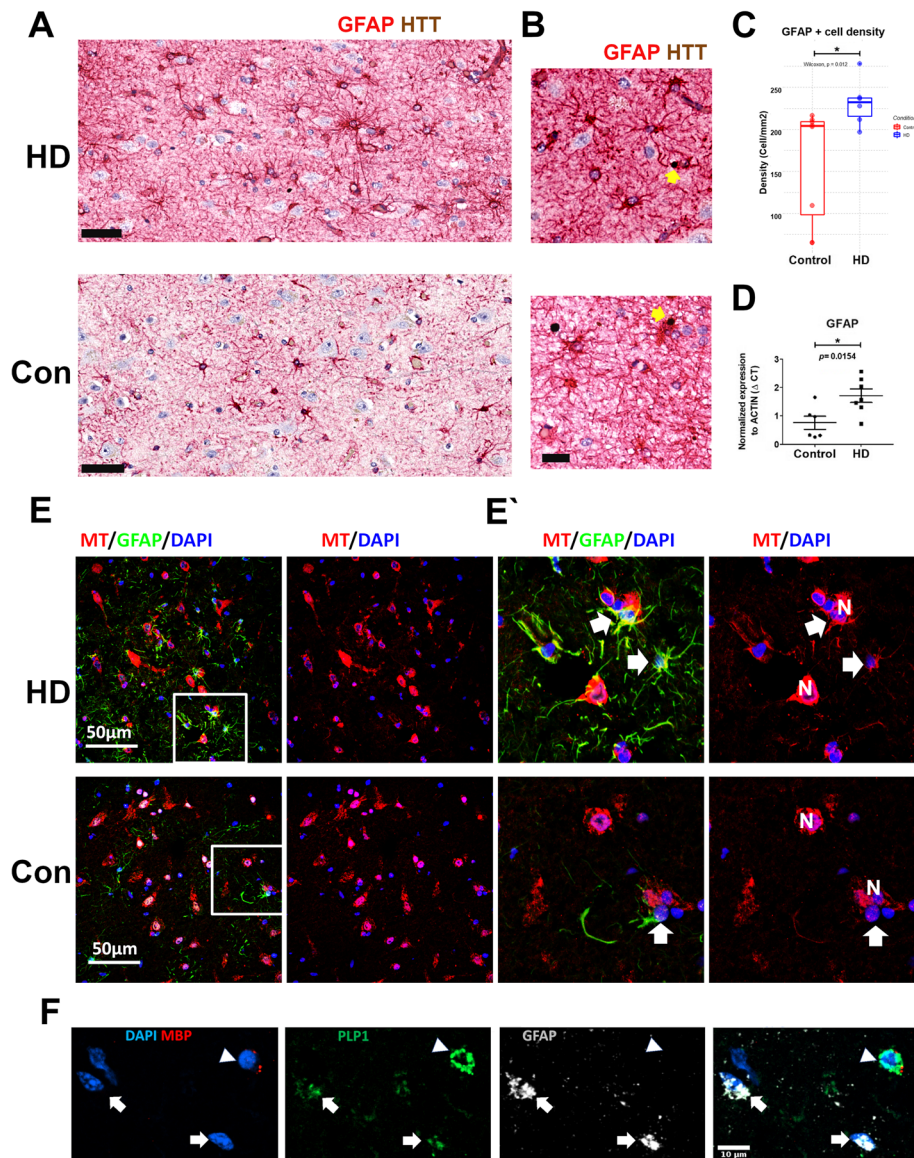 A
GFAP HTT
HD
Con
B
GFAP HTT
C
GFAP + cell density
*
Wilcoxon, p = 0.012
250
200
150
100
Density (Cell/mm2)
Control
HD
Condition
HD
D
GFAP
*
p= 0.0154
3
2
1
0
Normalized expression
to ACTIN (Δ CT)
Control
HD
E
MT/GFAP/DAPI
MT/DAPI
HD
50µm
Con
50µm
E`
MT/GFAP/DAPI
MT/DAPI
N
N
N
N
F
DAPI MBP
PLP1
GFAP
10 µm